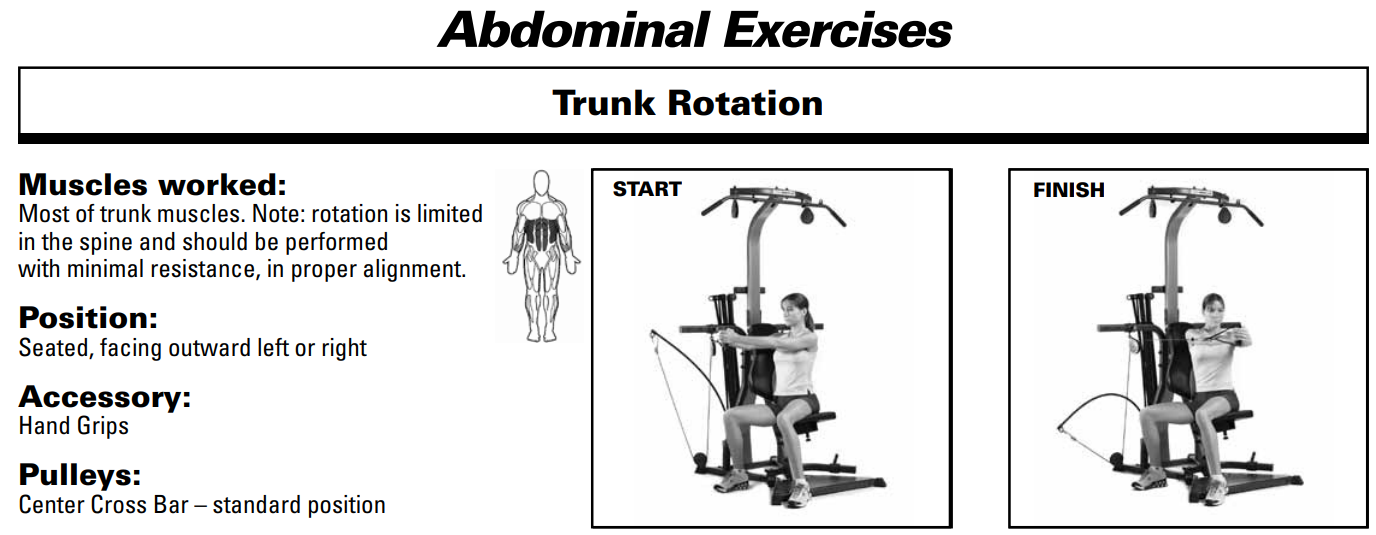 Abdominal Exercises
Trunk Rotation
Muscles worked:
Most of trunk muscles. Note: rotation is limited
in the spine and should be performed
with minimal resistance, in proper alignment.
Position:
Seated, facing outward left or right
Accessory:
Hand Grips
Pulleys:
Center Cross Bar – standard position
START
FINISH